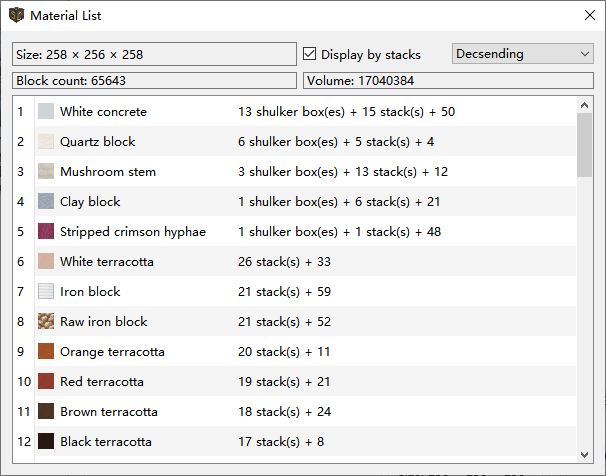 Material List
Size: 258 × 256 × 258
Display by stacks
Decsending
Block count: 65643
Volume: 17040384
1 White concrete 13 shulker box(es) + 15 stack(s) + 50
2 Quartz block 6 shulker box(es) + 5 stack(s) + 4
3 Mushroom stem 3 shulker box(es) + 13 stack(s) + 12
4 Clay block 1 shulker box(es) + 6 stack(s) + 21
5 Stripped crimson hyphae 1 shulker box(es) + 1 stack(s) + 48
6 White terracotta 26 stack(s) + 33
7 Iron block 21 stack(s) + 59
8 Raw iron block 21 stack(s) + 52
9 Orange terracotta 20 stack(s) + 11
10 Red terracotta 19 stack(s) + 21
11 Brown terracotta 18 stack(s) + 24
12 Black terracotta 17 stack(s) + 8